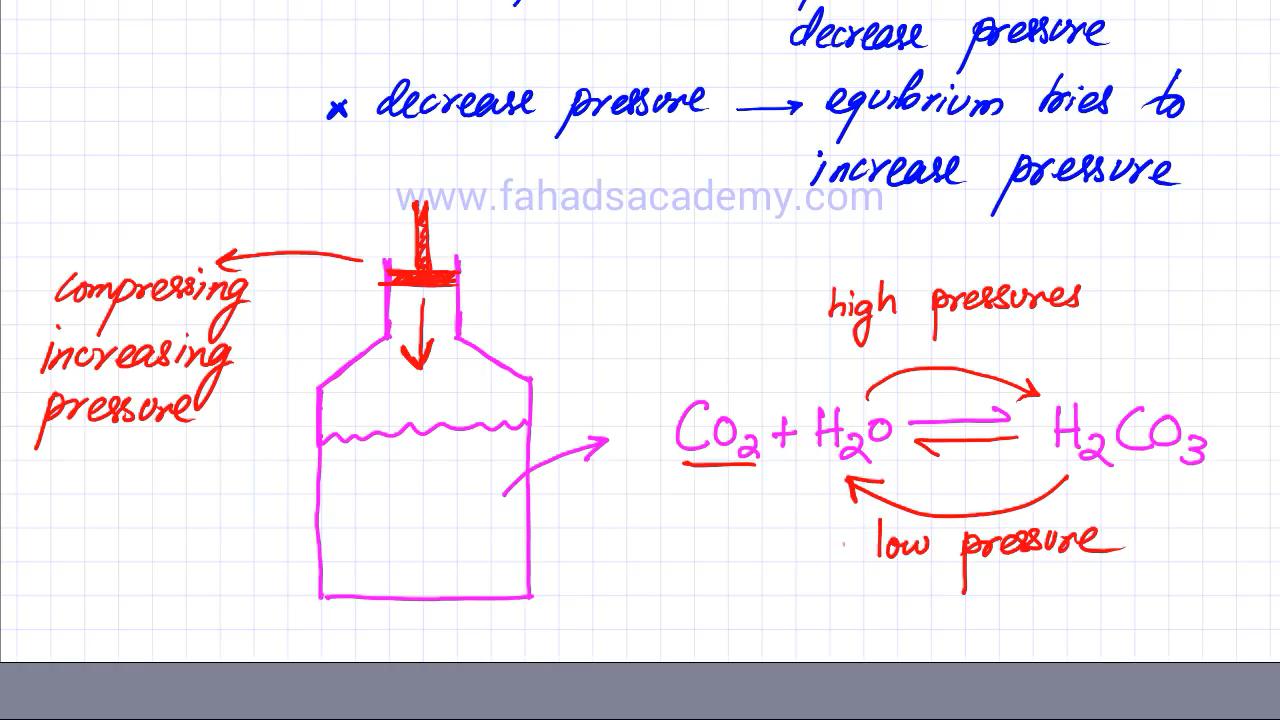 decrease pressure
× decrease pressure → equilibrium tries to
increase pressure
www.fahadsacademy.com
compressing
increasing
pressure
high pressures
CO₂ + H₂O ⇌ H₂CO₃
low pressure